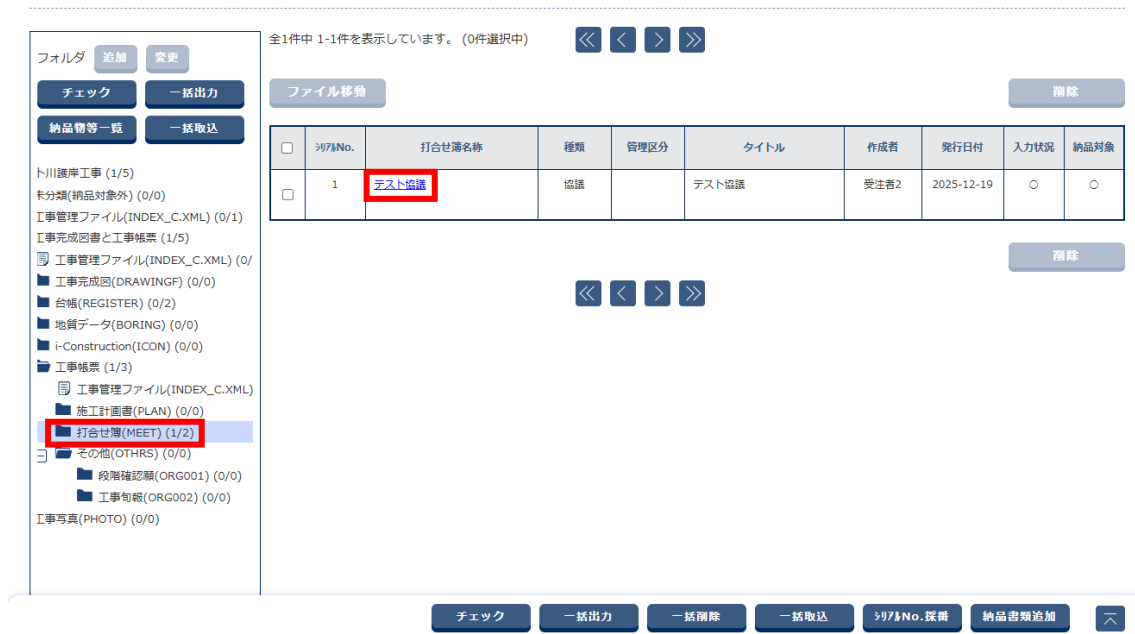 全1件中 1-1件を表示しています。 (0件選択中)
フォルダ 追加 変更
チェック 一括出力
納品物等一覧 一括取込
ファイル移動 削除
ｼﾘｱﾙNo. 打合せ簿名称 種類 管理区分 タイトル 作成者 発行日付 入力状況 納品対象
1 テスト協議 協議 テスト協議 受注者2 2025-12-19 ○ ○
ト川護岸工事 (1/5)
分類(納品対象外) (0/0)
事管理ファイル(INDEX_C.XML) (0/1)
事完成図書と工事帳票 (1/5)
工事管理ファイル(INDEX_C.XML) (0/
工事完成図(DRAWINGF) (0/0)
台帳(REGISTER) (0/2)
地質データ(BORING) (0/0)
i-Construction(ICON) (0/0)
工事帳票 (1/3)
工事管理ファイル(INDEX_C.XML)
施工計画書(PLAN) (0/0)
打合せ簿(MEET) (1/2)
その他(OTHRS) (0/0)
段階確認願(ORG001) (0/0)
工事旬報(ORG002) (0/0)
事写真(PHOTO) (0/0)
削除
チェック 一括出力 一括削除 一括取込 ｼﾘｱﾙNo.採番 納品書類追加